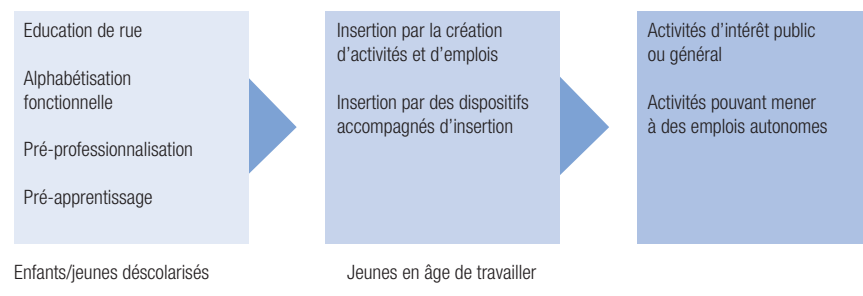 Education de rue
Alphabétisation
fonctionnelle
Pré-professionnalisation
Pré-apprentissage
Insertion par la création
d'activités et d'emplois
Insertion par des dispositifs
accompagnés d'insertion
Activités d'intérêt public
ou général
Activités pouvant mener
à des emplois autonomes
Enfants/jeunes déscolarisés
Jeunes en âge de travailler